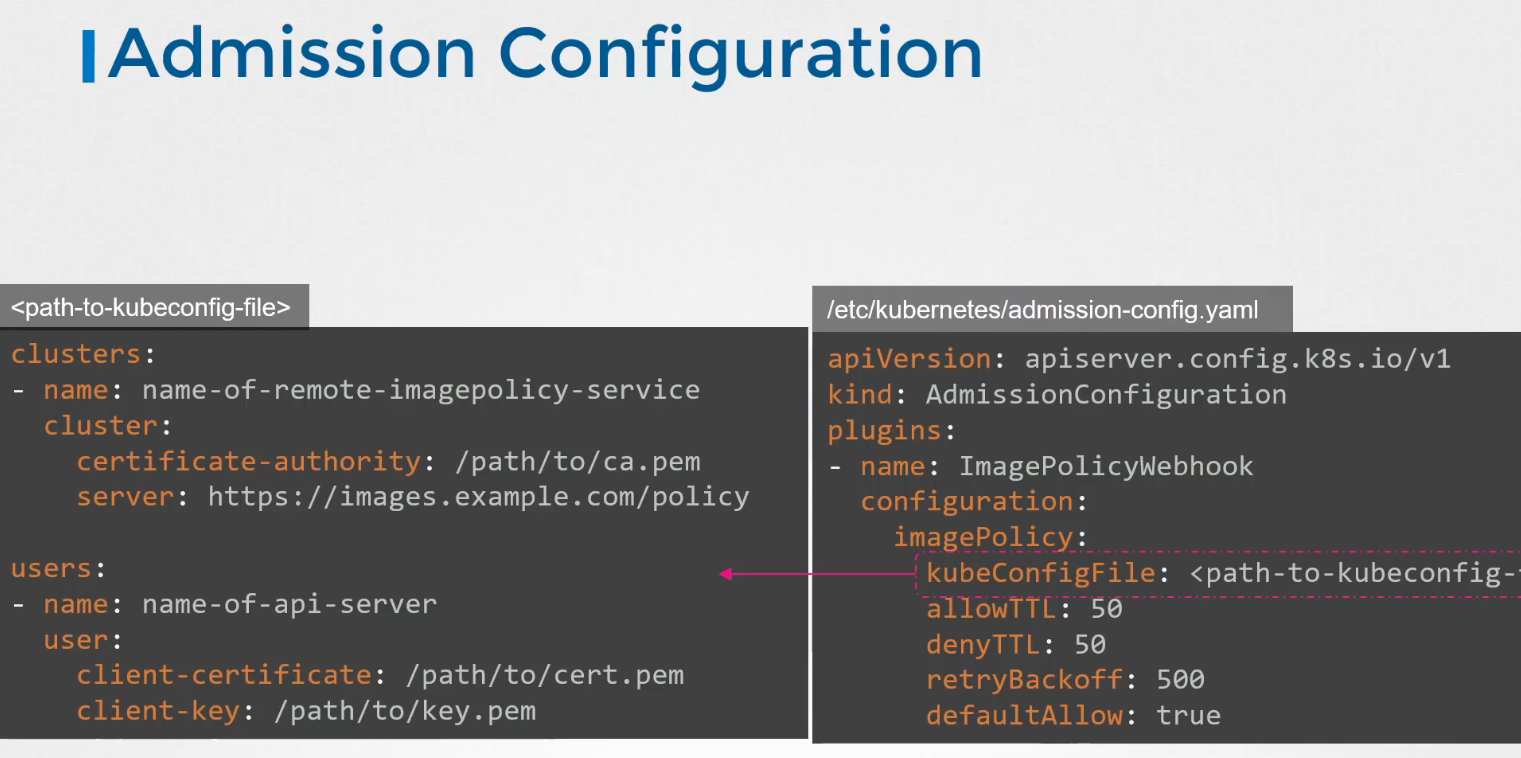 Admission Configuration
<path-to-kubeconfig-file>
clusters:
- name: name-of-remote-imagepolicy-service
  cluster:
    certificate-authority: /path/to/ca.pem
    server: https://images.example.com/policy
users:
- name: name-of-api-server
  user:
    client-certificate: /path/to/cert.pem
    client-key: /path/to/key.pem
/etc/kubernetes/admission-config.yaml
apiVersion: apiserver.config.k8s.io/v1
kind: AdmissionConfiguration
plugins:
- name: ImagePolicyWebhook
  configuration:
    imagePolicy:
      kubeConfigFile: <path-to-kubeconfig-
      allowTTL: 50
      denyTTL: 50
      retryBackoff: 500
      defaultAllow: true